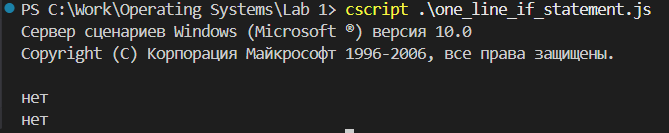 PS C:\Work\Operating Systems\Lab 1> cscript .\one_line_if_statement.js
Сервер сценариев Windows (Microsoft ®) версия 10.0
Copyright (C) Корпорация Майкрософт 1996-2006, все права защищены.
нет
нет